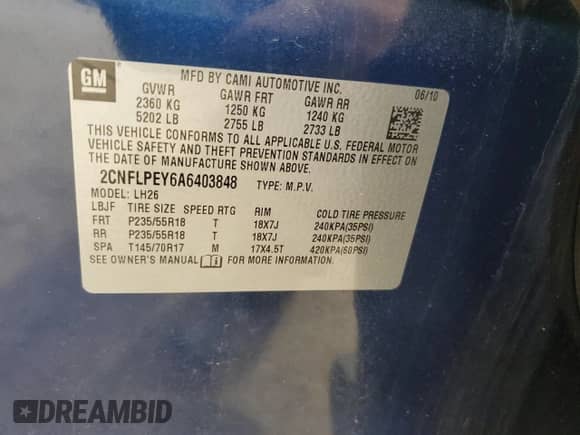 GM
MFD BY CAMI AUTOMOTIVE INC.
06/10
GVWR GAWR FRT GAWR RR
2360 KG 1250 KG 1240 KG
5202 LB 2755 LB 2733 LB
THIS VEHICLE CONFORMS TO ALL APPLICABLE U.S. FEDERAL MOTOR
VEHICLE SAFETY AND THEFT PREVENTION STANDARDS IN EFFECT ON
THE DATE OF MANUFACTURE SHOWN ABOVE.
2CNFLPEY6A6403848 TYPE: M.P.V.
MODEL: LH26
LBJF TIRE SIZE SPEED RTG RIM COLD TIRE PRESSURE
FRT P235/55R18 T 18X7J 240KPA(35PSI)
RR P235/55R18 T 18X7J 240KPA(35PSI)
SPA T145/70R17 M 17X4.5T 420KPA(60PSI)
SEE OWNER'S MANUAL FOR MORE INFORMATION.
DREAMBID